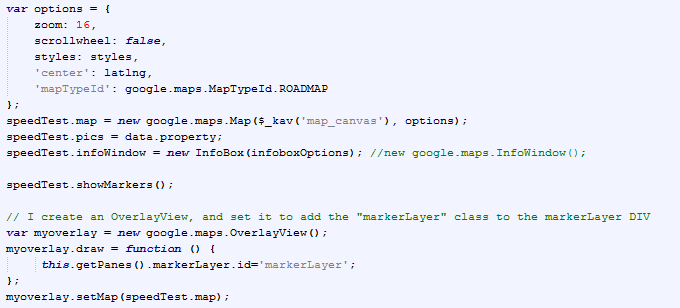 var options = {
zoom: 16,
scrollwheel: false,
styles: styles,
'center': latlng,
'mapTypeId': google.maps.MapTypeId.ROADMAP
};
speedTest.map = new google.maps.Map($_kav('map_canvas'), options);
speedTest.pics = data.property;
speedTest.infoWindow = new InfoBox(infoboxOptions); //new google.maps.InfoWindow();
speedTest.showMarkers();
// I create an OverlayView, and set it to add the "markerLayer" class to the markerLayer DIV
var myoverlay = new google.maps.OverlayView();
myoverlay.draw = function () {
this.getPanes().markerLayer.id='markerLayer';
};
myoverlay.setMap(speedTest.map);